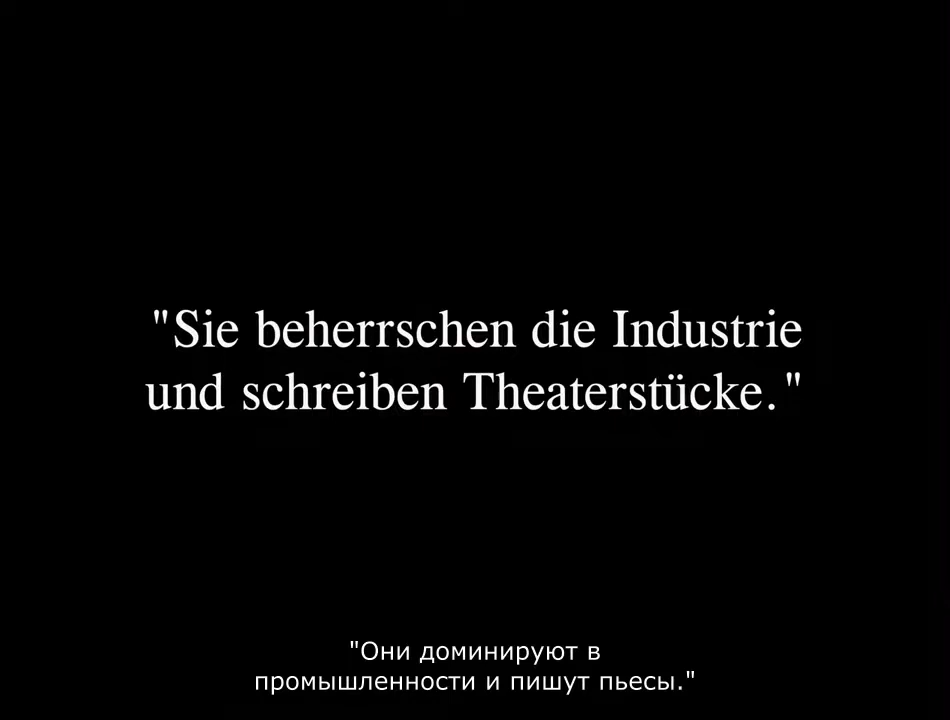 "Sie beherrschen die Industrie
und schreiben Theaterstücke."
"Они доминируют в
промышленности и пишут пьесы."